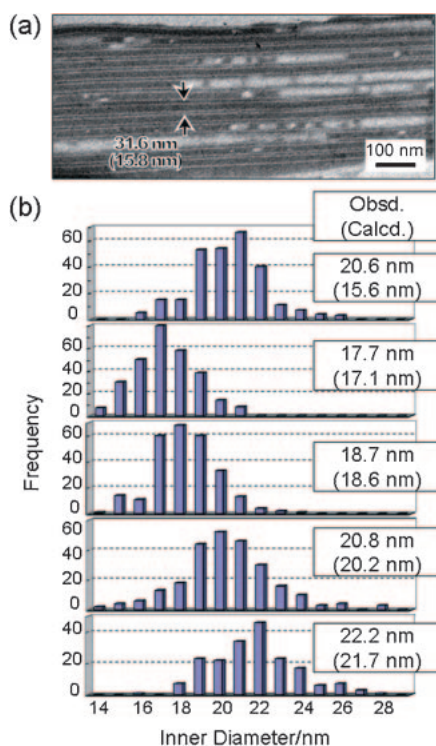 (a)
31.6 nm
(15.8 nm)
100 nm
(b)
Obsd.
(Calcd.)
60
40
20
0
20.6 nm
(15.6 nm)
80
60
40
20
0
17.7 nm
(17.1 nm)
60
40
20
0
18.7 nm
(18.6 nm)
60
40
20
0
20.8 nm
(20.2 nm)
40
20
0
22.2 nm
(21.7 nm)
Frequency
14 16 18 20 22 24 26 28
Inner Diameter/nm